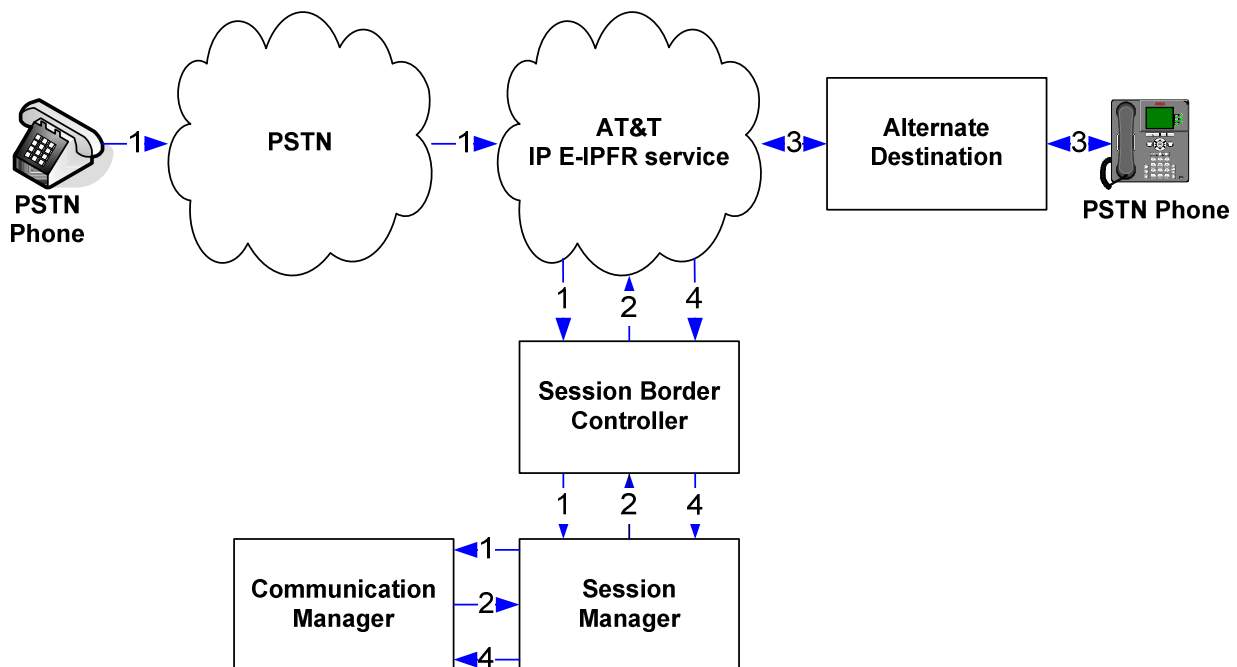 1
PSTN
Phone
PSTN
1
AT&T
IP E-IPFR service
3
Alternate
Destination
3
PSTN Phone
1
2
4
Session Border
Controller
1
2
4
Communication
Manager
1
2
4
Session
Manager